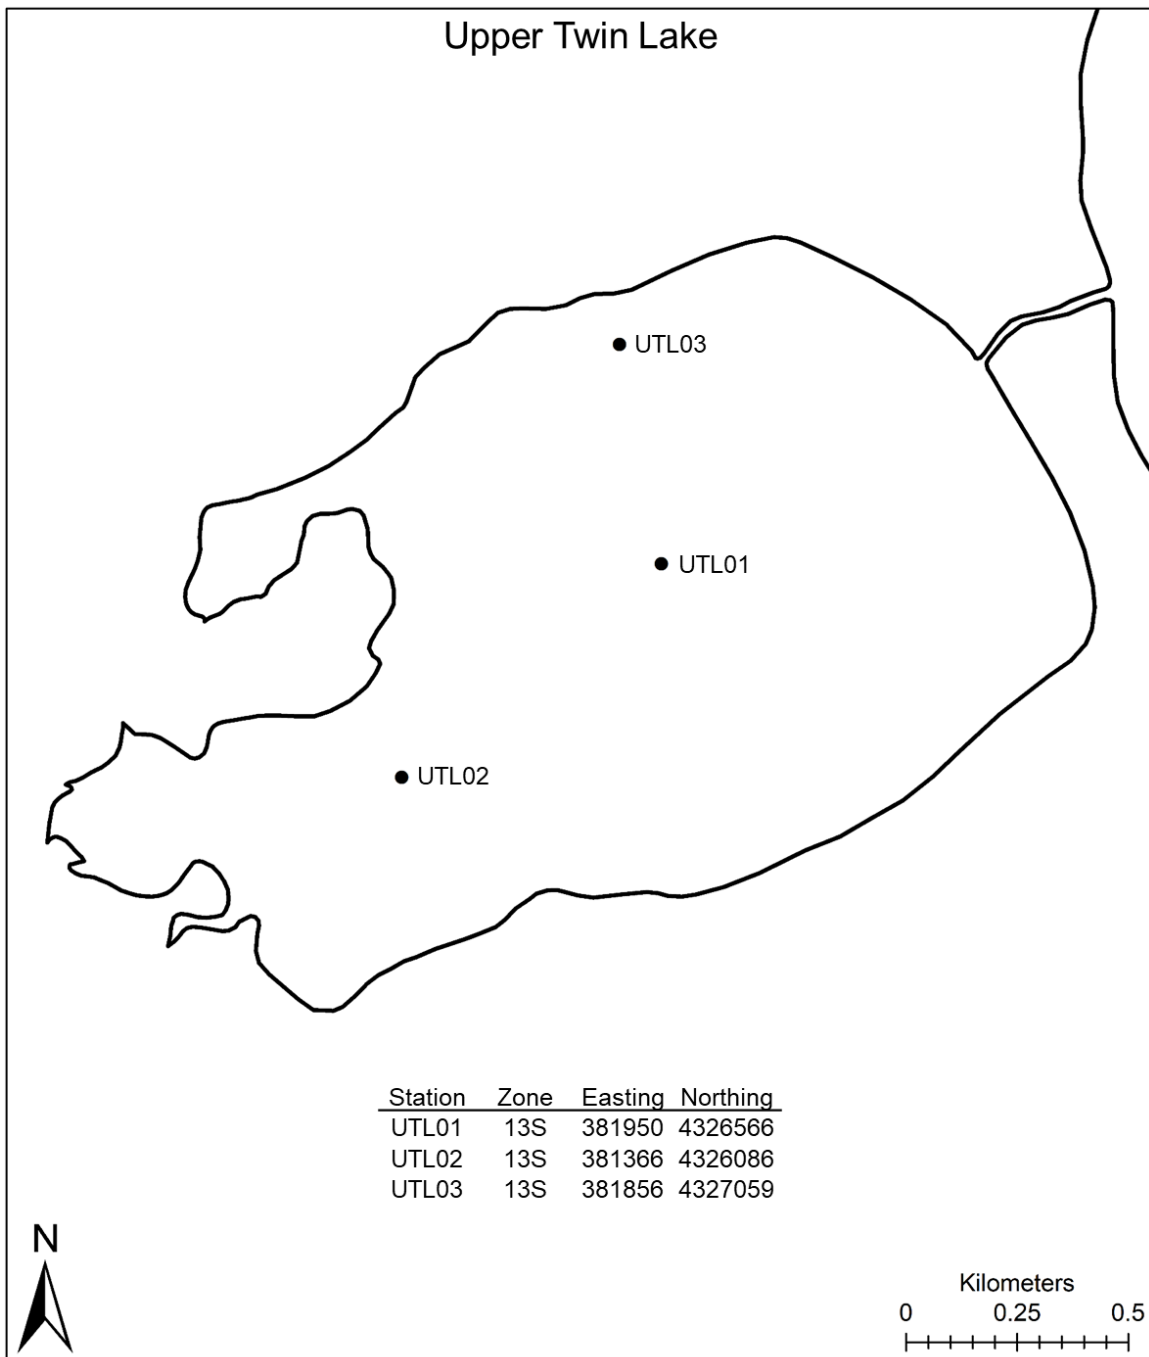 Upper Twin Lake
UTL03
UTL01
UTL02
Station Zone Easting Northing
UTL01 13S 381950 4326566
UTL02 13S 381366 4326086
UTL03 13S 381856 4327059
N
Kilometers
0 0.25 0.5